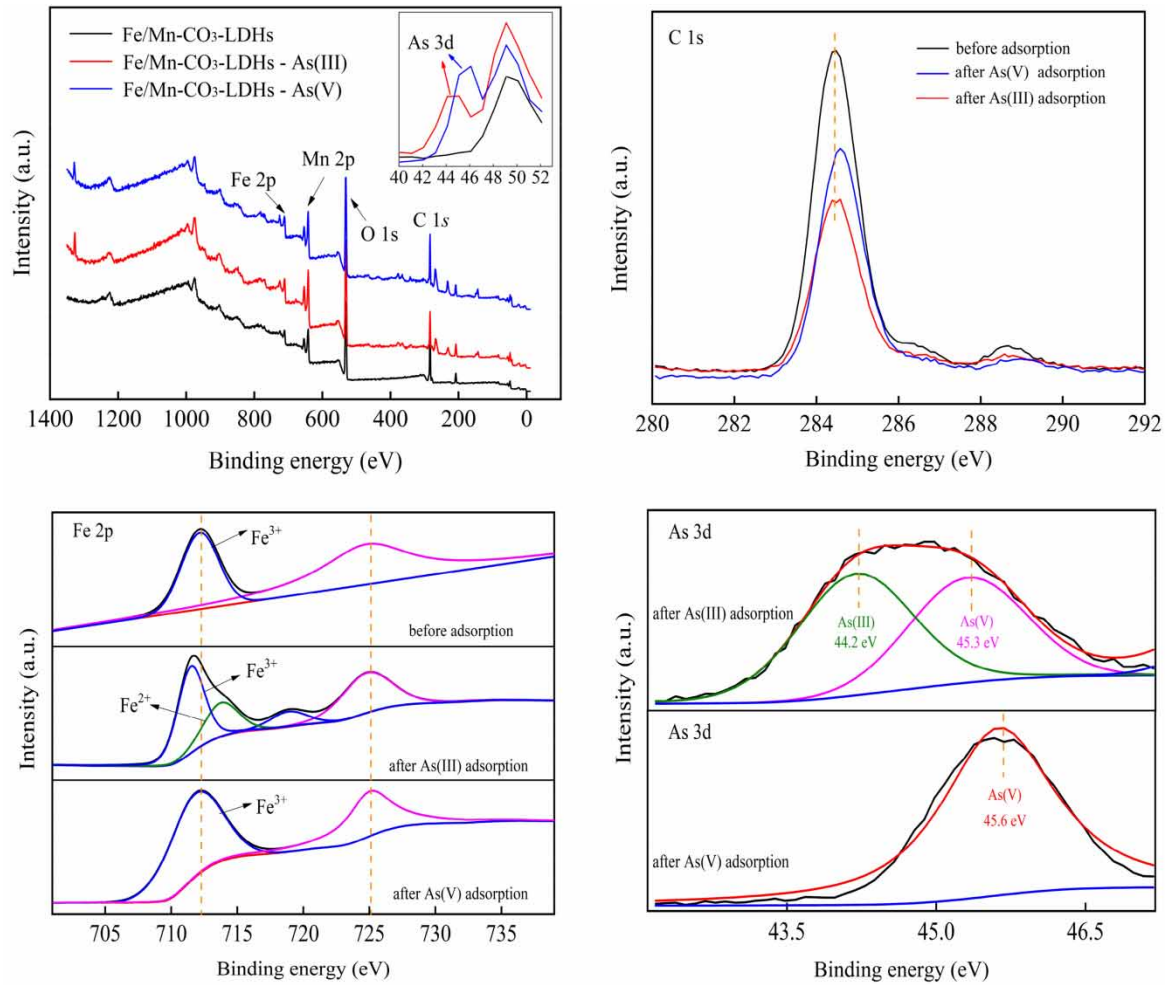 Fe/Mn-CO₃-LDHs
Fe/Mn-CO₃-LDHs - As(III)
Fe/Mn-CO₃-LDHs - As(V)
As 3d
40 42 44 46 48 50 52
Fe 2p
Mn 2p
O 1s
C 1s
Intensity (a.u.)
1400 1200 1000 800 600 400 200 0
Binding energy (eV)
C 1s
before adsorption
after As(V) adsorption
after As(III) adsorption
Intensity (a.u.)
280 282 284 286 288 290 292
Binding energy (eV)
Fe 2p
Fe³⁺
before adsorption
Fe³⁺
Fe²⁺
after As(III) adsorption
Fe³⁺
after As(V) adsorption
Intensity (a.u.)
705 710 715 720 725 730 735
Binding energy (eV)
As 3d
after As(III) adsorption
As(III)
44.2 eV
As(V)
45.3 eV
As 3d
As(V)
45.6 eV
after As(V) adsorption
Intensity (a.u.)
43.5 45.0 46.5
Binding energy (eV)